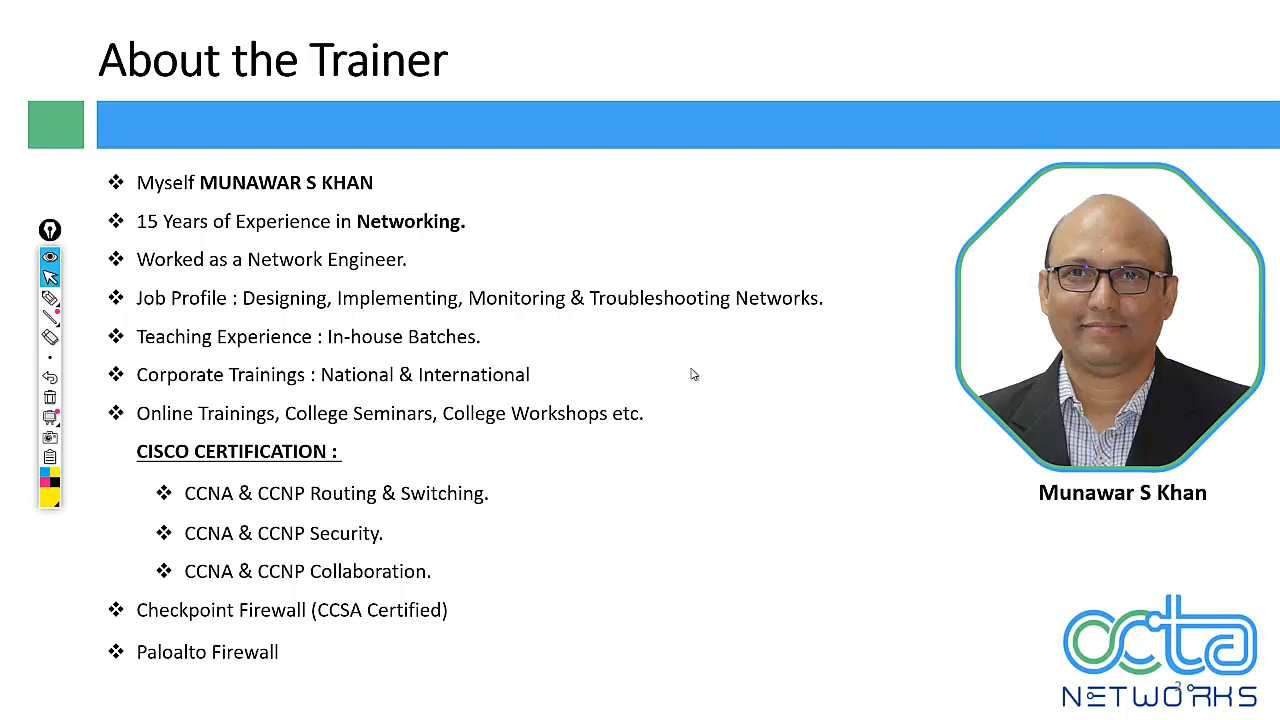 About the Trainer
❖ Myself MUNAWAR S KHAN
❖ 15 Years of Experience in Networking.
❖ Worked as a Network Engineer.
❖ Job Profile : Designing, Implementing, Monitoring & Troubleshooting Networks.
❖ Teaching Experience : In-house Batches.
❖ Corporate Trainings : National & International
❖ Online Trainings, College Seminars, College Workshops etc.
CISCO CERTIFICATION :
❖ CCNA & CCNP Routing & Switching.
❖ CCNA & CCNP Security.
❖ CCNA & CCNP Collaboration.
❖ Checkpoint Firewall (CCSA Certified)
❖ Paloalto Firewall
Munawar S Khan
octa
NETWORKS